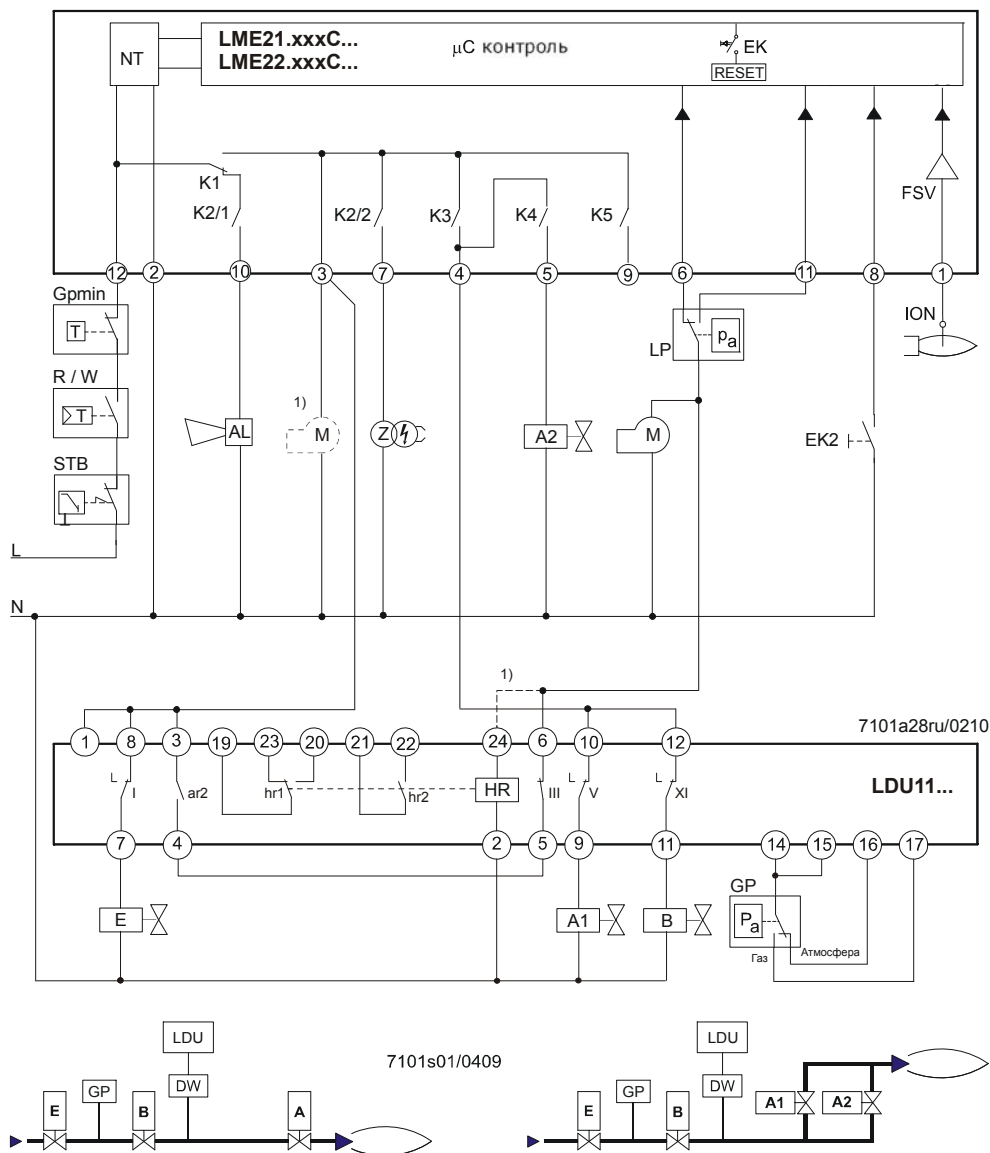 NT
LME21.xxxC...
LME22.xxxC...
µC контроль
EK
RESET
FSV
K1
K2/1
K2/2
K3
K4
K5
12
2
10
3
7
4
5
9
6
11
8
1
Gpmin
T
R / W
T
STB
L
N
AL
1)
M
Z
A2
LP
pa
M
ION
EK2
1)
7101a28ru/0210
1
8
3
19
23
20
21
22
24
6
10
12
L
I
ar2
hr1
hr2
HR
III
L
V
L
XI
LDU11...
7
4
2
5
9
11
14
15
16
17
E
A1
B
GP
Pa
Газ
Атмосфера
LDU
7101s01/0409
LDU
E
GP
B
DW
A
E
GP
B
DW
A1
A2